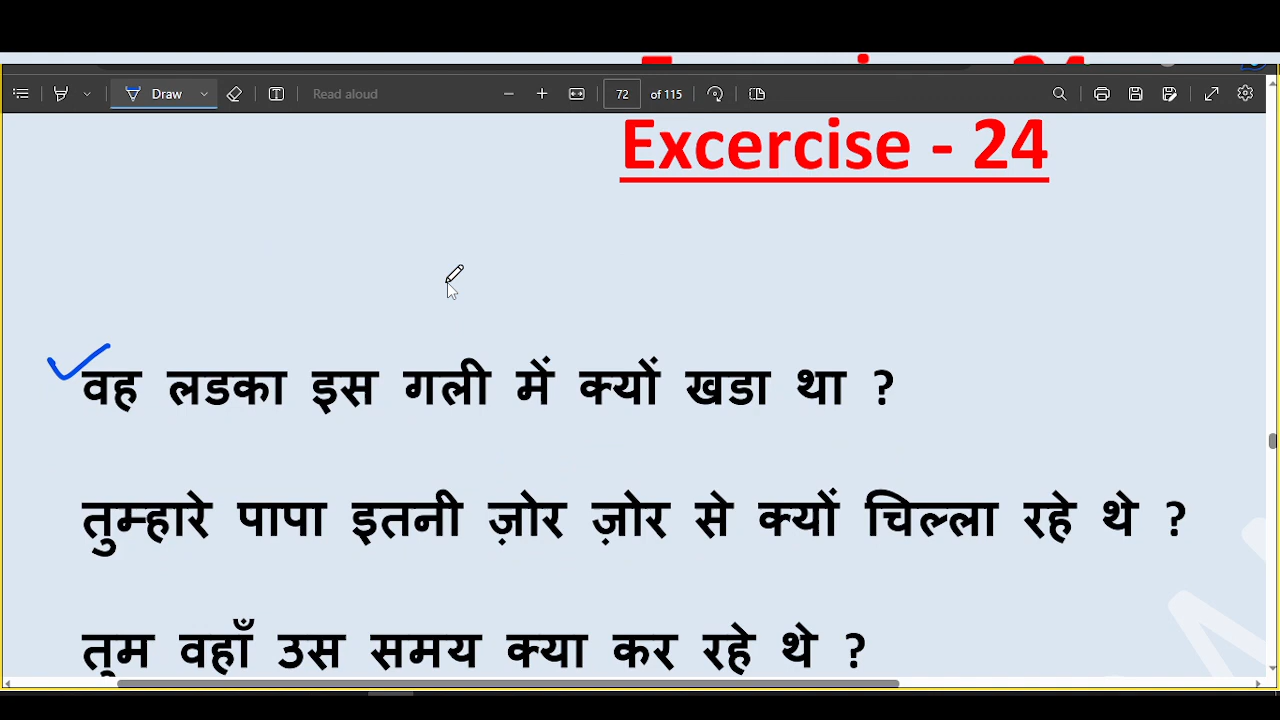 Draw
Read aloud
72 of 115
Excercise - 24
वह लडका इस गली में क्यों खडा था ?
तुम्हारे पापा इतनी ज़ोर ज़ोर से क्यों चिल्ला रहे थे ?
तुम वहाँ उस समय क्या कर रहे थे ?